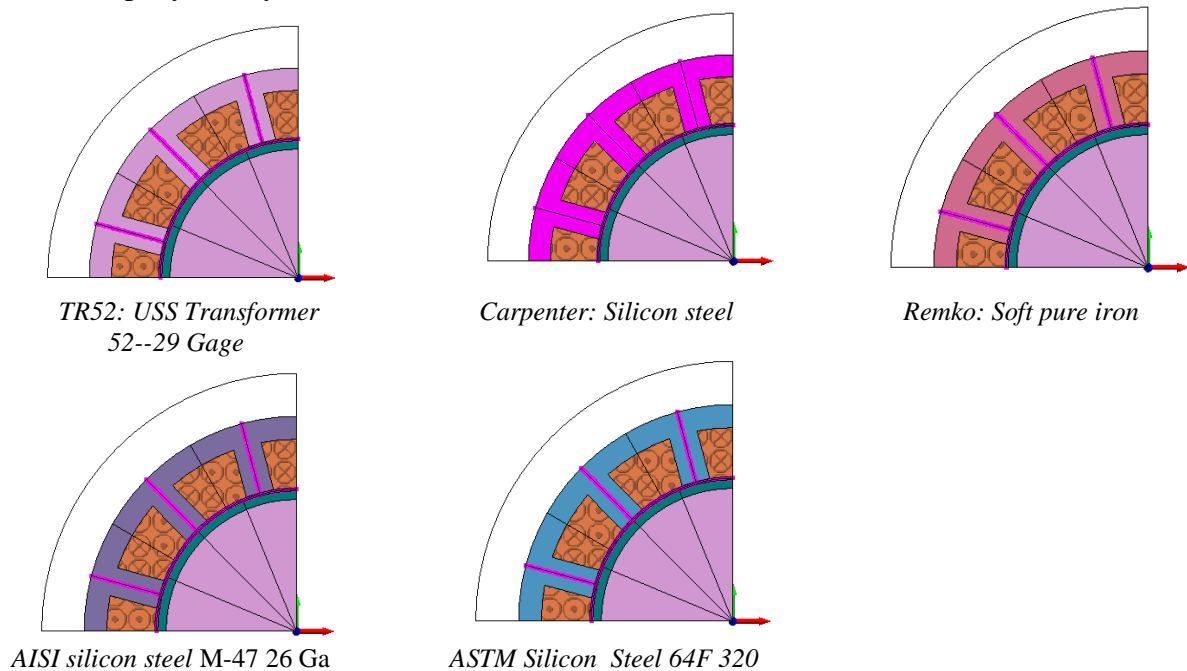 TR52: USS Transformer
52--29 Gage
Carpenter: Silicon steel
Remko: Soft pure iron
AISI silicon steel M-47 26 Ga
ASTM Silicon Steel 64F 320